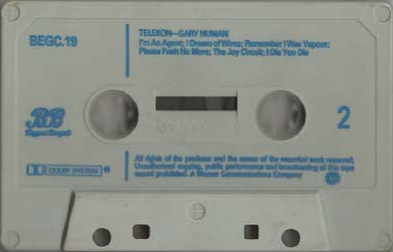 BEGC.19
TELEKON—GARY NUMAN
I'm An Agent; I Dream of Wires; Remember I Was Vapour;
Please Push No More; The Joy Circuit; I Die You Die
2
Beggars Banquet
DOLBY SYSTEM ®
All rights of the producer and the owner of the recorded work reserved.
Unauthorised copying, public performance and broadcasting of this tape
record prohibited. A Warner Communications Company